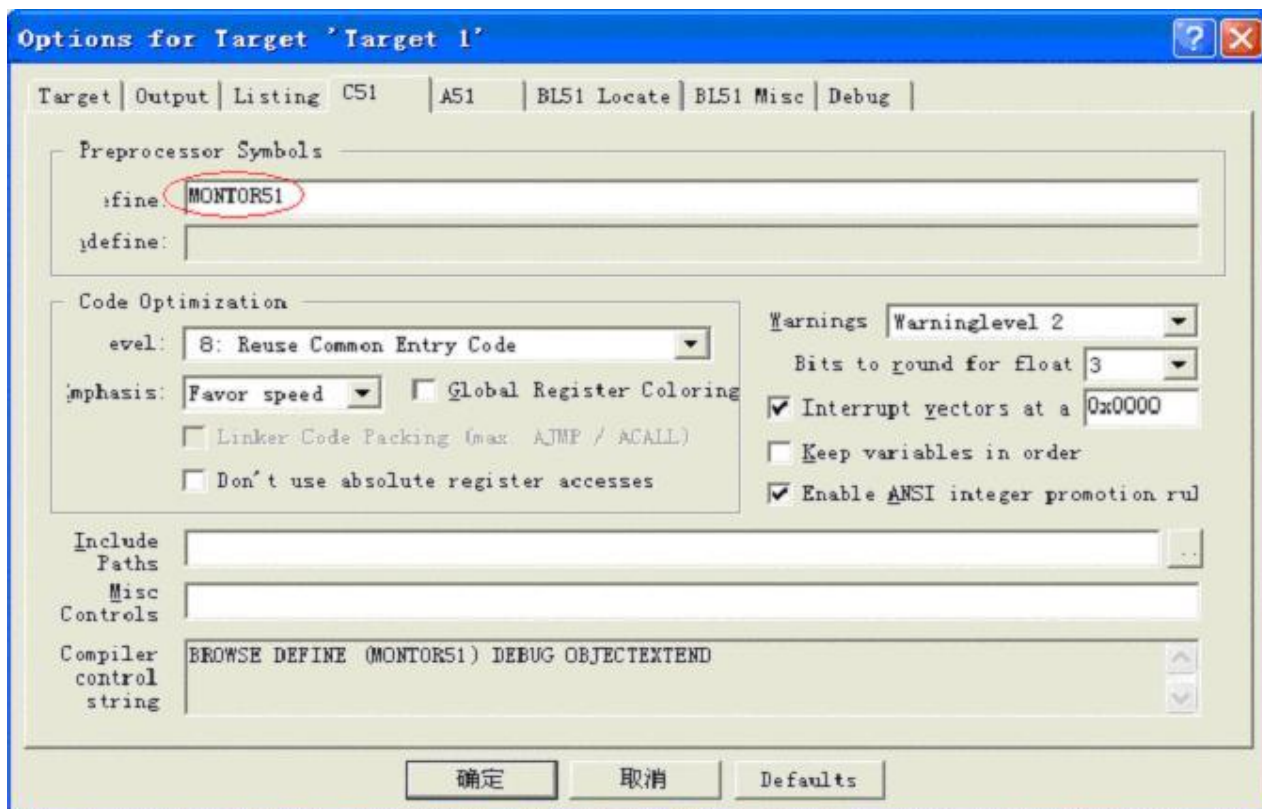 Options for Target 'Target 1'
Target Output Listing C51 A51 BL51 Locate BL51 Misc Debug
Preprocessor Symbols
efine: MONTOR51
define:
Code Optimization
evel: 8: Reuse Common Entry Code
mphasis: Favor speed Global Register Coloring
Linker Code Packing (max AJMP / ACALL)
Don't use absolute register accesses
Warnings Warninglevel 2
Bits to round for float 3
Interrupt vectors at a 0x0000
Keep variables in order
Enable ANSI integer promotion rul
Include Paths
..
Misc Controls
Compiler control string
BROWSE DEFINE (MONTOR51) DEBUG OBJECTEXTEND
确定 取消 Defaults